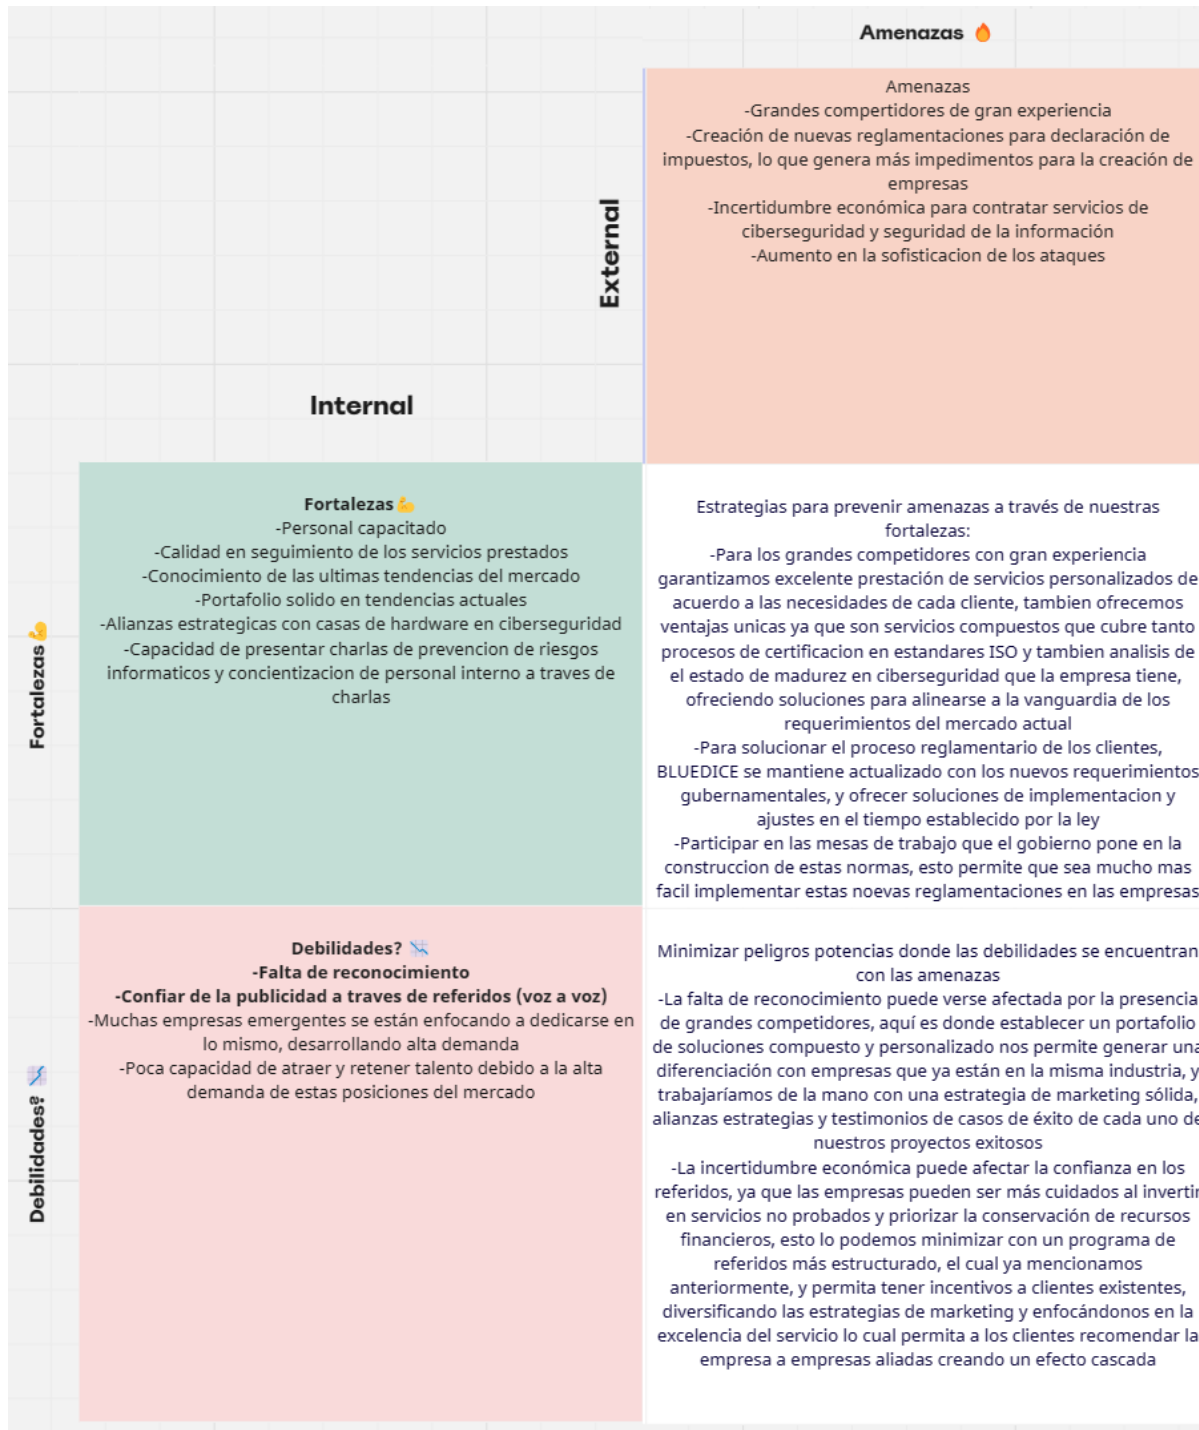 Amenazas 🔥
Amenazas
-Grandes compertidores de gran experiencia
-Creación de nuevas reglamentaciones para declaración de
impuestos, lo que genera más impedimentos para la creación de
empresas
-Incertidumbre económica para contratar servicios de
ciberseguridad y seguridad de la información
-Aumento en la sofisticacion de los ataques
External
Internal
Fortalezas 💪
Fortalezas 💪
-Personal capacitado
-Calidad en seguimiento de los servicios prestados
-Conocimiento de las ultimas tendencias del mercado
-Portafolio solido en tendencias actuales
-Alianzas estrategicas con casas de hardware en ciberseguridad
-Capacidad de presentar charlas de prevencion de riesgos
informaticos y concientizacion de personal interno a traves de
charlas
Estrategias para prevenir amenazas a través de nuestras
fortalezas:
-Para los grandes competidores con gran experiencia
garantizamos excelente prestación de servicios personalizados de
acuerdo a las necesidades de cada cliente, tambien ofrecemos
ventajas unicas ya que son servicios compuestos que cubre tanto
procesos de certificacion en estandares ISO y tambien analisis de
el estado de madurez en ciberseguridad que la empresa tiene,
ofreciendo soluciones para alinearse a la vanguardia de los
requerimientos del mercado actual
-Para solucionar el proceso reglamentario de los clientes,
BLUEDICE se mantiene actualizado con los nuevos requerimientos
gubernamentales, y ofrecer soluciones de implementacion y
ajustes en el tiempo establecido por la ley
-Participar en las mesas de trabajo que el gobierno pone en la
construccion de estas normas, esto permite que sea mucho mas
facil implementar estas noevas reglamentaciones en las empresas
Debilidades? 📉
Debilidades? 📉
-Falta de reconocimiento
-Confiar de la publicidad a traves de referidos (voz a voz)
-Muchas empresas emergentes se están enfocando a dedicarse en
lo mismo, desarrollando alta demanda
-Poca capacidad de atraer y retener talento debido a la alta
demanda de estas posiciones del mercado
Minimizar peligros potencias donde las debilidades se encuentran
con las amenazas
-La falta de reconocimiento puede verse afectada por la presencia
de grandes competidores, aquí es donde establecer un portafolio
de soluciones compuesto y personalizado nos permite generar una
diferenciación con empresas que ya están en la misma industria, y
trabajaríamos de la mano con una estrategia de marketing sólida,
alianzas estrategias y testimonios de casos de éxito de cada uno de
nuestros proyectos exitosos
-La incertidumbre económica puede afectar la confianza en los
referidos, ya que las empresas pueden ser más cuidados al invertir
en servicios no probados y priorizar la conservación de recursos
financieros, esto lo podemos minimizar con un programa de
referidos más estructurado, el cual ya mencionamos
anteriormente, y permita tener incentivos a clientes existentes,
diversificando las estrategias de marketing y enfocándonos en la
excelencia del servicio lo cual permita a los clientes recomendar la
empresa a empresas aliadas creando un efecto cascada